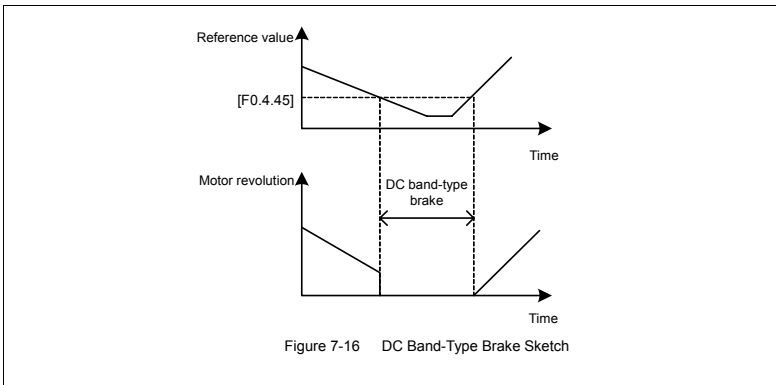 Reference value
[F0.4.45]
Time
Motor revolution
DC band-type
brake
Time
Figure 7-16 DC Band-Type Brake Sketch